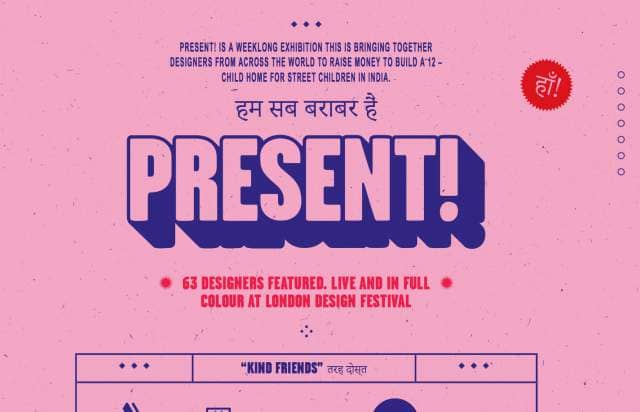 PRESENT! IS A WEEKLONG EXHIBITION THIS IS BRINGING TOGETHER
DESIGNERS FROM ACROSS THE WORLD TO RAISE MONEY TO BUILD A 12 –
CHILD HOME FOR STREET CHILDREN IN INDIA.
हम सब बराबर हैं
हाँ!
PRESENT!
63 DESIGNERS FEATURED. LIVE AND IN FULL
COLOUR AT LONDON DESIGN FESTIVAL
“KIND FRIENDS” तरह दोस्त